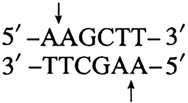 5′ –AAGCTT– 3′
3′ –TTCGAA– 5′